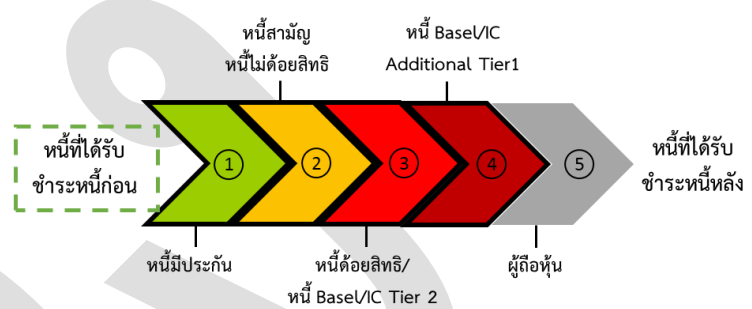 หนี้สามัญ
หนี้ไม่ด้อยสิทธิ
หนี้ Basel/IC
Additional Tier1
หนี้ที่ได้รับ
ชำระหนี้ก่อน
1
2
3
4
5
หนี้ที่ได้รับ
ชำระหนี้หลัง
หนี้มีประกัน
หนี้ด้อยสิทธิ/
หนี้ Basel/IC Tier 2
ผู้ถือหุ้น